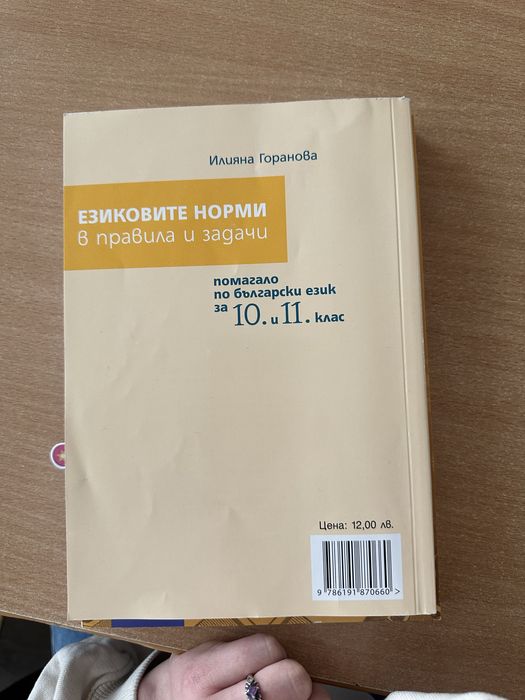 Илияна Горанова
ЕЗИКОВИТЕ НОРМИ
в правила и задачи
помагало
по български език
за 10. и 11. клас
Цена: 12,00 лв.
9 786191 870660 >